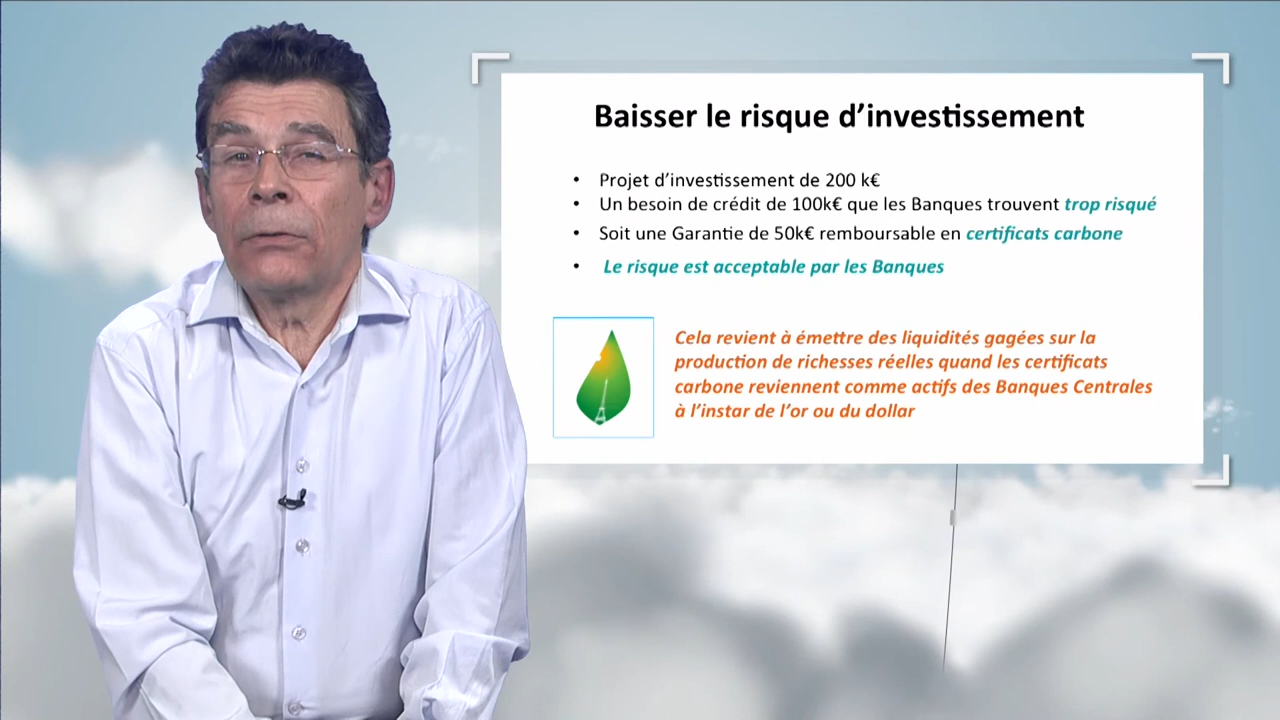 Baisser le risque d’investissement
• Projet d’investissement de 200 k€
• Un besoin de crédit de 100k€ que les Banques trouvent trop risqué
• Soit une Garantie de 50k€ remboursable en certificats carbone
• Le risque est acceptable par les Banques
Cela revient à émettre des liquidités gagées sur la
production de richesses réelles quand les certificats
carbone reviennent comme actifs des Banques Centrales
à l’instar de l’or ou du dollar